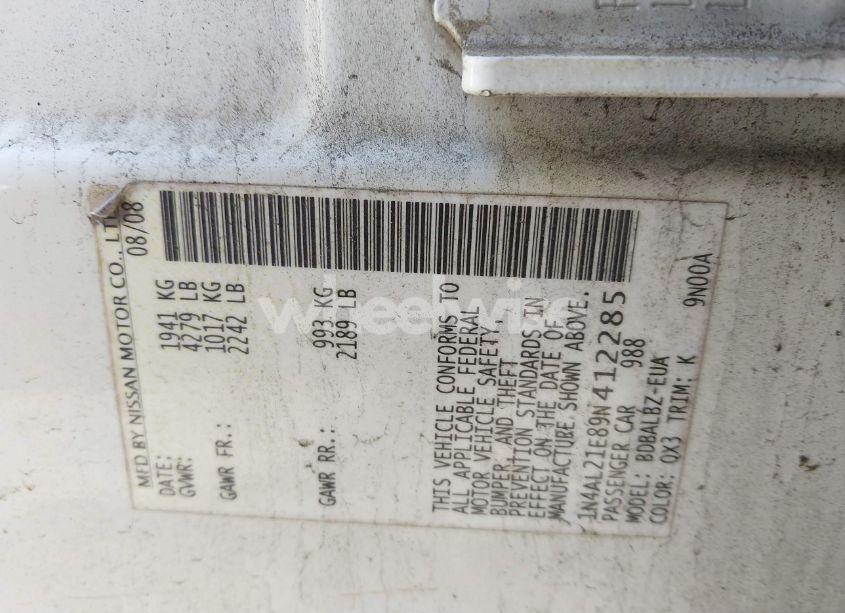 MFD BY NISSAN MOTOR CO., LT
DATE: 08/08
GVWR: 1941 KG
4279 LB
GAWR FR.: 1017 KG
2242 LB
GAWR RR.: 993 KG
2189 LB
THIS VEHICLE CONFORMS TO
ALL APPLICABLE FEDERAL
MOTOR VEHICLE SAFETY,
BUMPER, AND THEFT
PREVENTION STANDARDS IN
EFFECT ON THE DATE OF
MANUFACTURE SHOWN ABOVE.
1N4AL21E89N412285
PASSENGER CAR 988
MODEL: BDBALBZ-EUA
COLOR: QX3 TRIM: K 9N00A
wheelwire